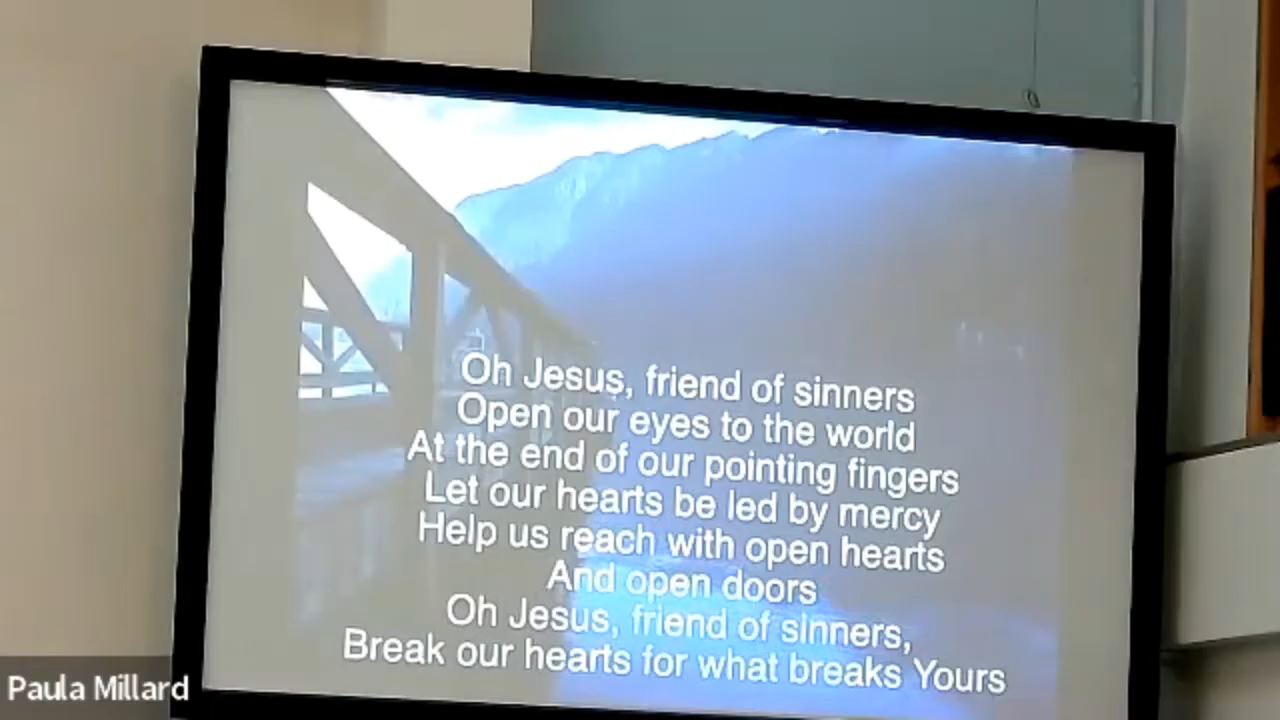 Oh Jesus, friend of sinners
Open our eyes to the world
At the end of our pointing fingers
Let our hearts be led by mercy
Help us reach with open hearts
And open doors
Oh Jesus, friend of sinners,
Break our hearts for what breaks Yours
Paula Millard